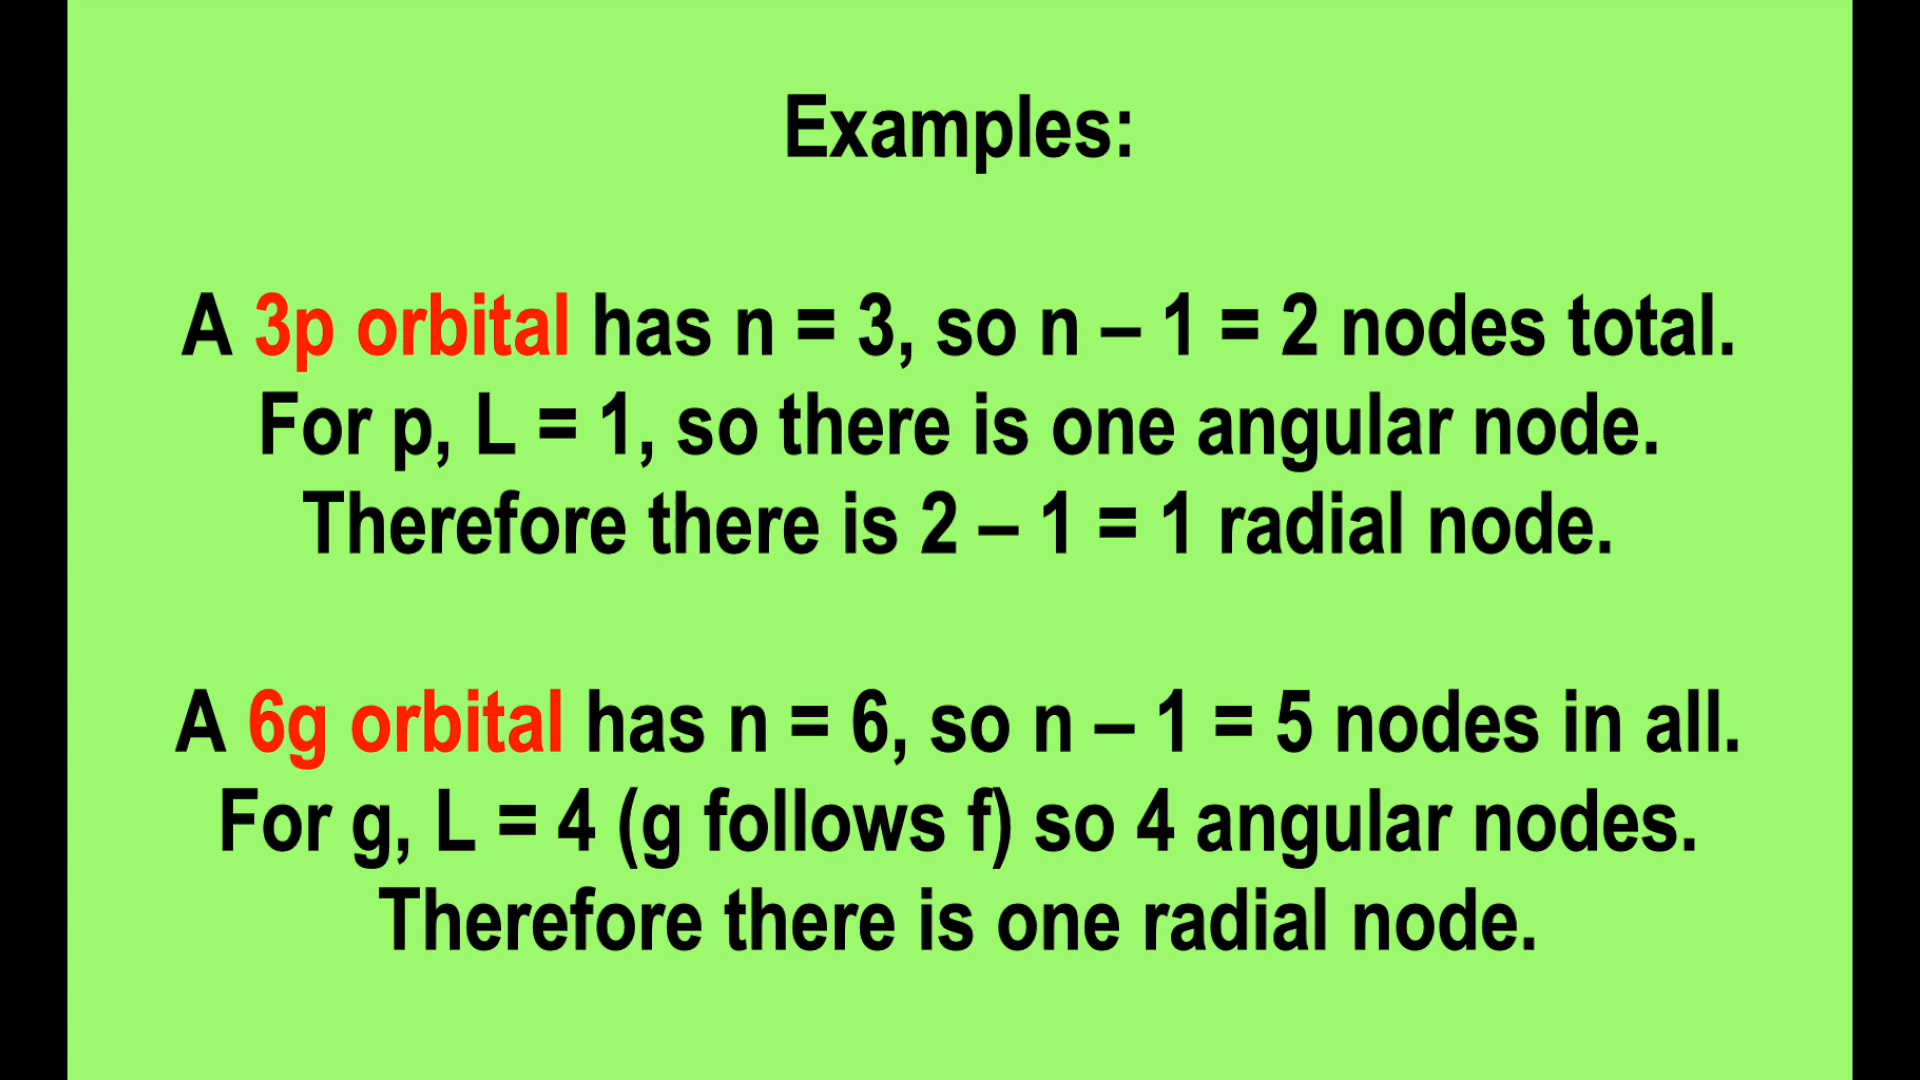 Examples:
A 3p orbital has n = 3, so n – 1 = 2 nodes total.
For p, L = 1, so there is one angular node.
Therefore there is 2 – 1 = 1 radial node.
A 6g orbital has n = 6, so n – 1 = 5 nodes in all.
For g, L = 4 (g follows f) so 4 angular nodes.
Therefore there is one radial node.